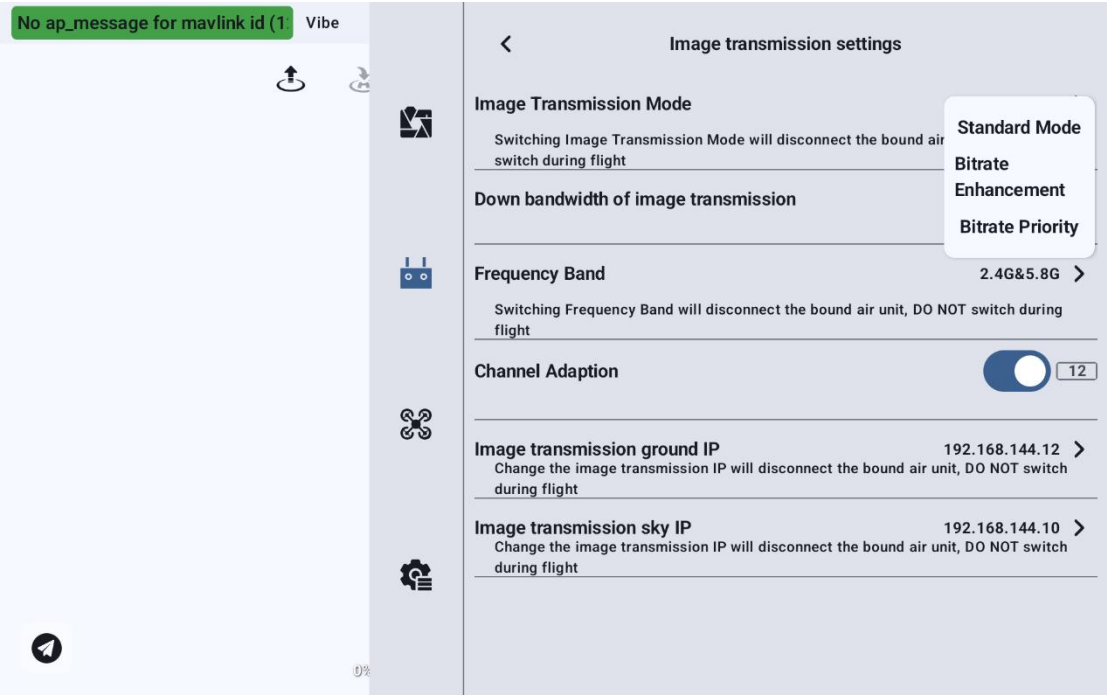 No ap_message for mavlink id (1
Vibe
Image transmission settings
Image Transmission Mode
Switching Image Transmission Mode will disconnect the bound air
switch during flight
Standard Mode
Bitrate
Enhancement
Bitrate Priority
Down bandwidth of image transmission
Frequency Band
2.4G&5.8G
Switching Frequency Band will disconnect the bound air unit, DO NOT switch during
flight
Channel Adaption
12
Image transmission ground IP
192.168.144.12
Change the image transmission IP will disconnect the bound air unit, DO NOT switch
during flight
Image transmission sky IP
192.168.144.10
Change the image transmission IP will disconnect the bound air unit, DO NOT switch
during flight
0%